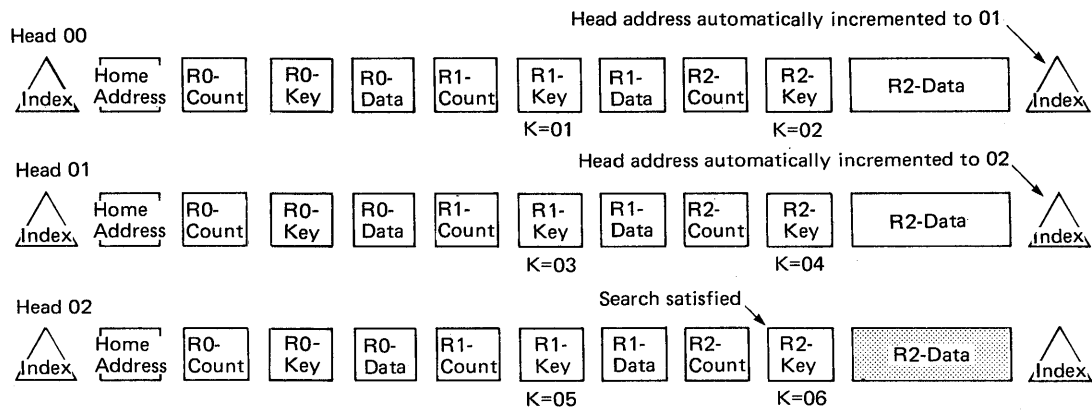 Head address automatically incremented to 01
Head 00
Index
Home Address
R0-Count
R0-Key
R0-Data
R1-Count
R1-Key
R1-Data
R2-Count
R2-Key
R2-Data
Index
K=01
K=02
Head address automatically incremented to 02
Head 01
Index
Home Address
R0-Count
R0-Key
R0-Data
R1-Count
R1-Key
R1-Data
R2-Count
R2-Key
R2-Data
Index
K=03
K=04
Search satisfied
Head 02
Index
Home Address
R0-Count
R0-Key
R0-Data
R1-Count
R1-Key
R1-Data
R2-Count
R2-Key
R2-Data
Index
K=05
K=06